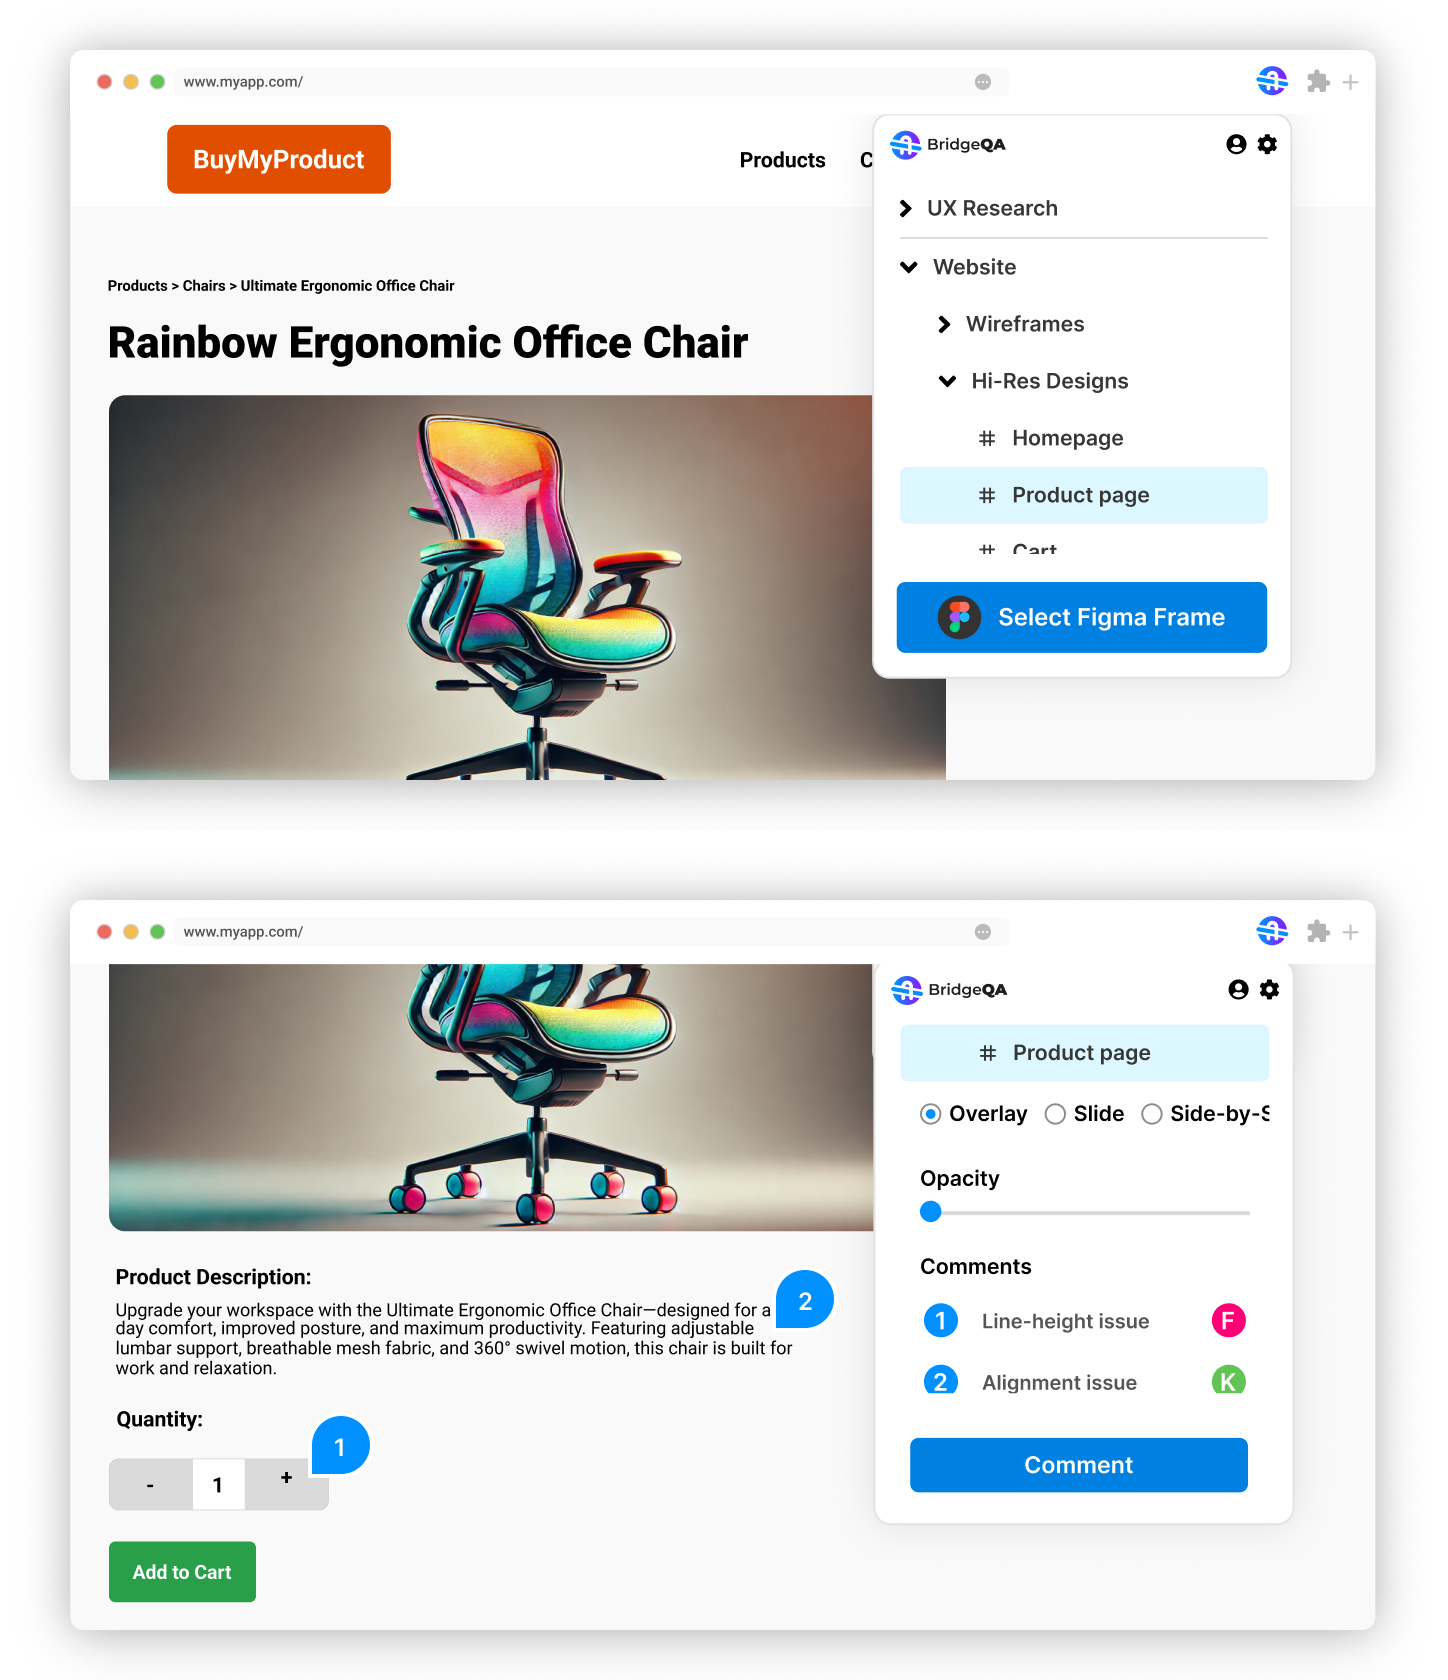 www.myapp.com/
BuyMyProduct
Products C
BridgeQA
UX Research
Website
Products > Chairs > Ultimate Ergonomic Office Chair
Wireframes
Rainbow Ergonomic Office Chair
Hi-Res Designs
# Homepage
# Product page
# Cart
Select Figma Frame
www.myapp.com/
BridgeQA
# Product page
Overlay Slide Side-by-S
Opacity
Comments
1 Line-height issue F
2 Alignment issue K
Comment
Product Description:
Upgrade your workspace with the Ultimate Ergonomic Office Chair—designed for a
day comfort, improved posture, and maximum productivity. Featuring adjustable
lumbar support, breathable mesh fabric, and 360° swivel motion, this chair is built for
work and relaxation.
2
Quantity:
1
- 1 +
Add to Cart